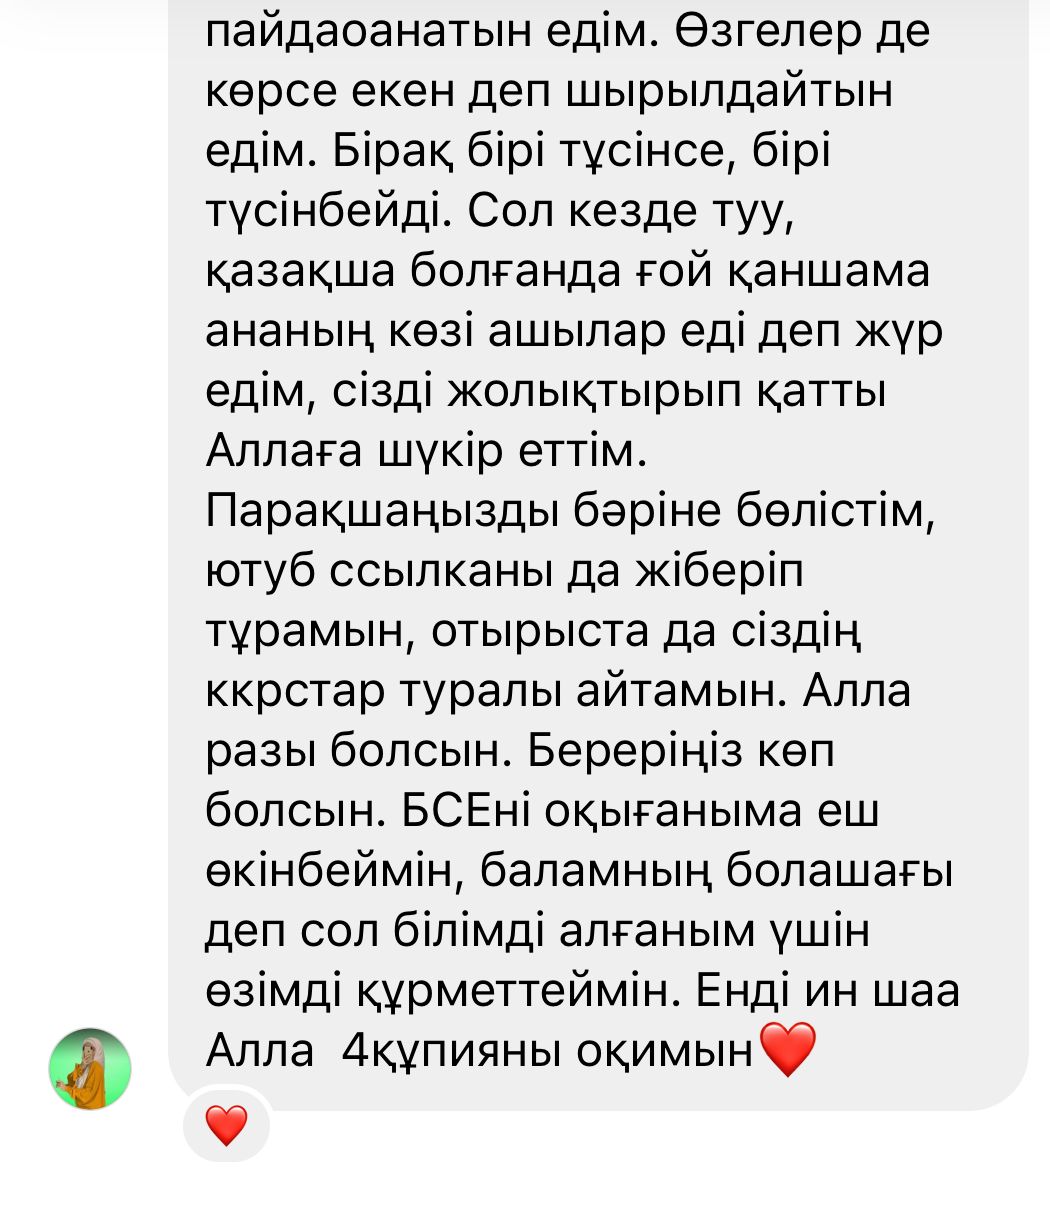 пайдаоанатын едім. Өзгелер де
көрсе екен деп шырылдайтын
едім. Бірақ бірі тұсінсе, бірі
түсінбейді. Сол кезде туу,
қазақша болғанда ғой қаншама
ананың көзі ашылар еді деп жүр
едім, сізді жолықтырып қатты
Аллаға шүкір еттім.
Парақшаңызды бәріне бөлістім,
ютуб ссылканы да жіберіп
тұрамын, отырыста да сіздің
ккрстар туралы айтамын. Алла
разы болсын. Береріңіз көп
болсын. БСЕні оқығаныма еш
өкінбеймін, баламның болашағы
деп сол білімді алғаным үшін
өзімді құрметтеймін. Енді ин шаа
Алла  4құпияны оқимын❤️
❤️